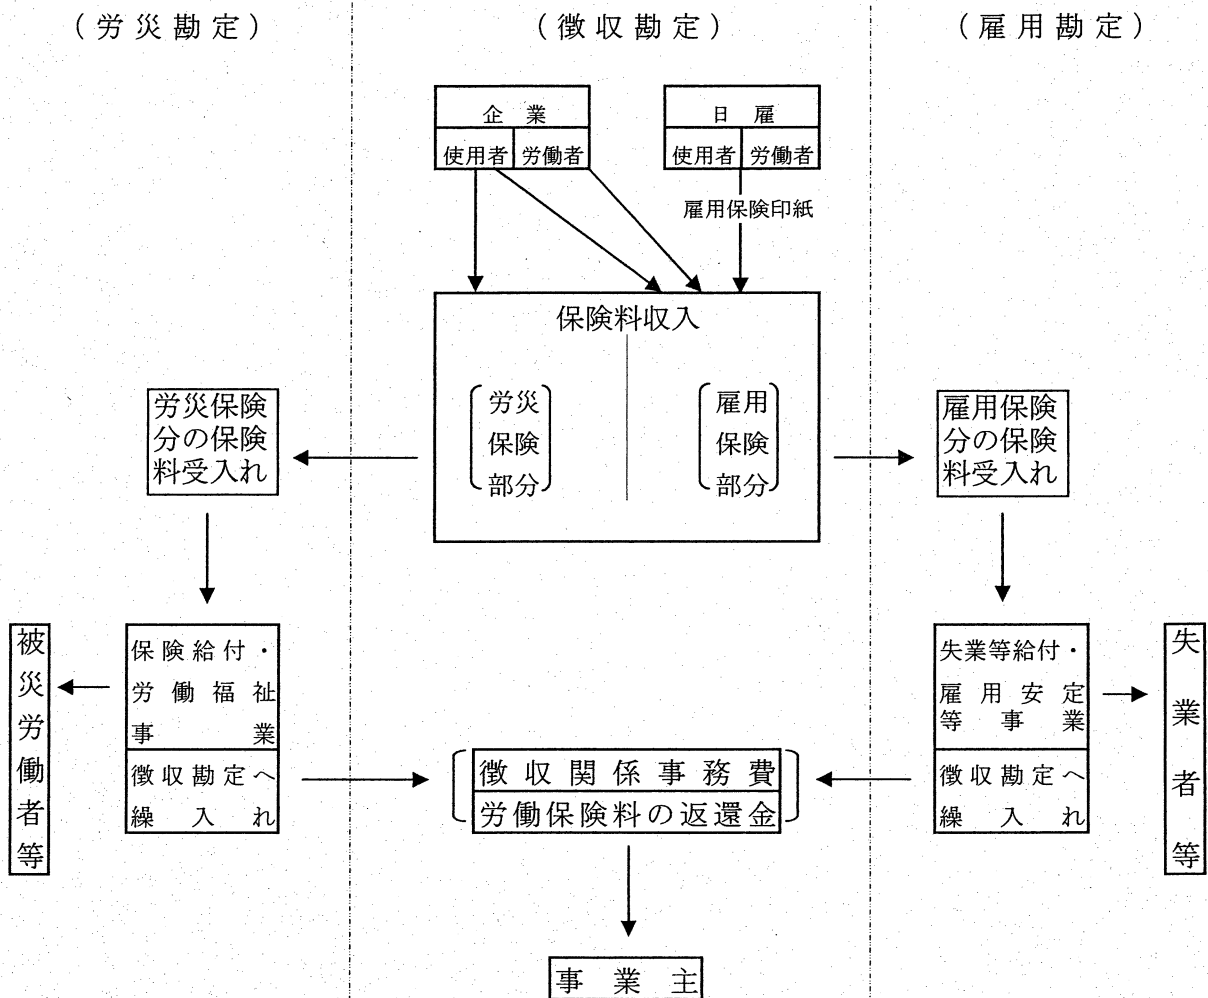 （労災勘定）
（徴収勘定）
（雇用勘定）
企業
使用者 労働者
日雇
使用者 労働者
雇用保険印紙
保険料収入
労災
保険
部分
雇用
保険
部分
労災保険
分の保険
料受入れ
雇用保険
分の保険
料受入れ
被災労働者等
保険給付・
労働福祉
事業
徴収勘定へ
繰入れ
徴収関係事務費
労働保険料の返還金
失業等給付・
雇用安定
等事業
徴収勘定へ
繰入れ
失業者等
事業主